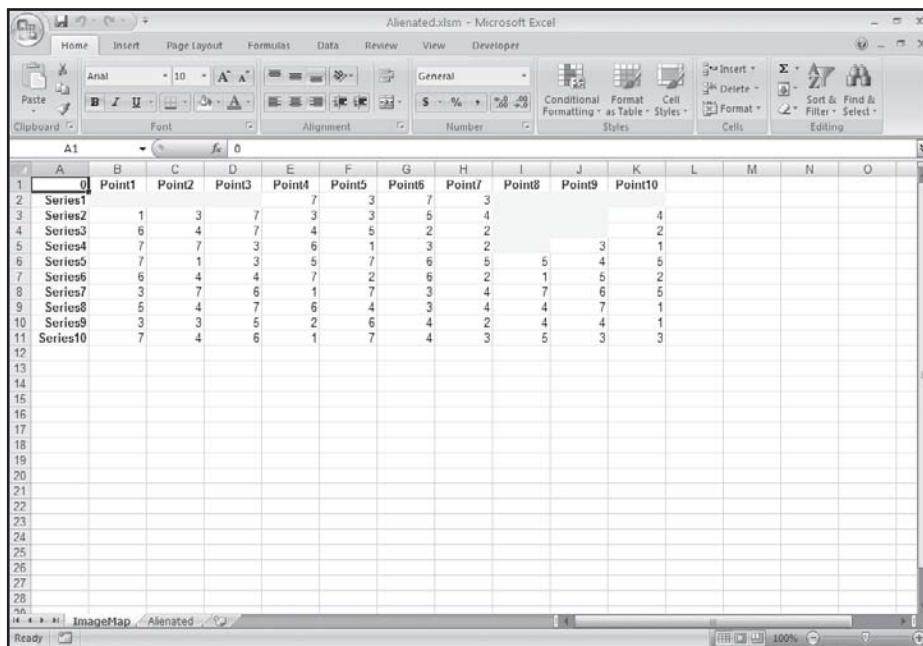 Alienated.xlsm - Microsoft Excel
Home Insert Page Layout Formulas Data Review View Developer
Paste
Arial 10 A A
B I U A
General
$ % ,
Conditional Formatting Format as Table Cell Styles
Insert
Delete
Format
Σ
Sort & Filter Find & Select
Clipboard Font Alignment Number Styles Cells Editing
A1 fx 0
A B C D E F G H I J K L M N O
1 0 Point1 Point2 Point3 Point4 Point5 Point6 Point7 Point8 Point9 Point10
2 Series1 7 3 7 3
3 Series2 1 3 7 3 3 5 4 4
4 Series3 6 4 7 4 5 2 2 2
5 Series4 7 7 3 6 1 3 2 3 1
6 Series5 7 1 3 5 7 6 5 5 4 5
7 Series6 6 4 4 7 2 6 2 1 5 2
8 Series7 3 7 6 1 7 3 4 7 6 5
9 Series8 5 4 7 6 4 3 4 4 7 1
10 Series9 3 3 5 2 6 4 2 4 4 1
11 Series10 7 4 6 1 7 4 3 5 3 3
12
13
14
15
16
17
18
19
20
21
22
23
24
25
26
27
28
29
ImageMap Alienated
Ready 100%